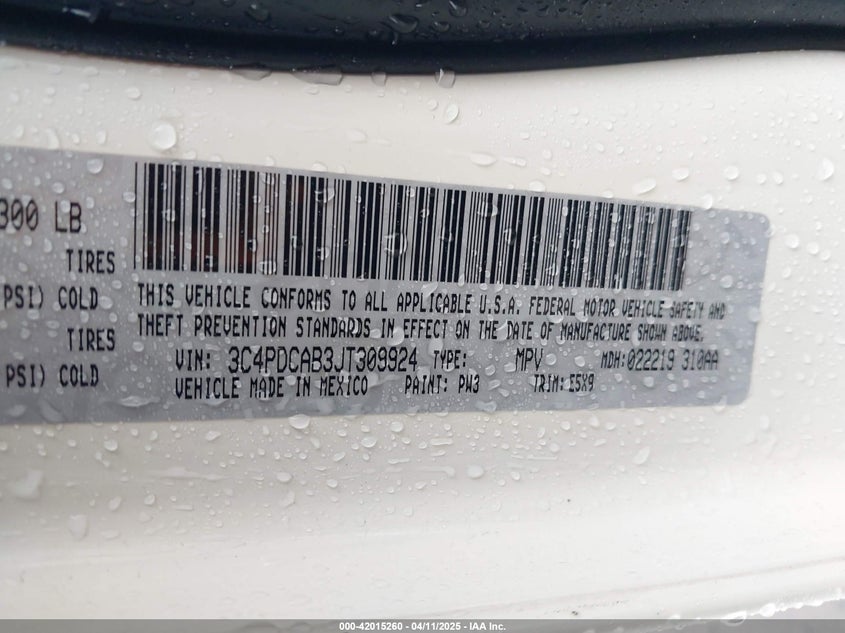 300 LB
TIRES
PSI) COLD
TIRES
PSI) COLD
THIS VEHICLE CONFORMS TO ALL APPLICABLE U.S.A. FEDERAL MOTOR VEHICLE SAFETY AND
THEFT PREVENTION STANDARDS IN EFFECT ON THE DATE OF MANUFACTURE SHOWN ABOVE.
VIN: 3C4PDCAB3JT309924 TYPE: MPV MDH:022219 310AA
VEHICLE MADE IN MEXICO PAINT: PW3 TRIM: E5X9
000-42015260 - 04/11/2025 - IAA Inc.